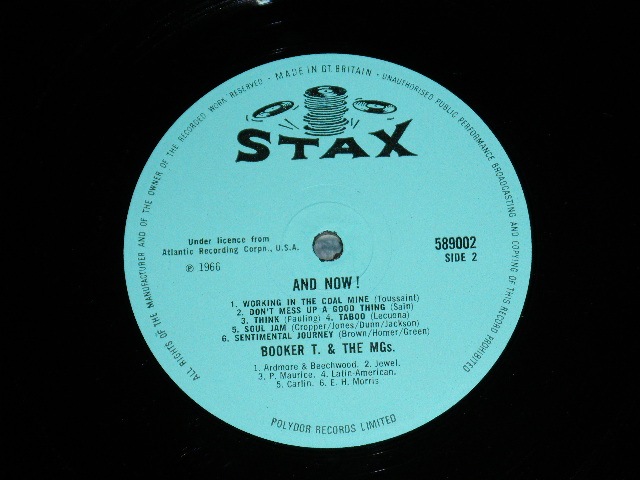 ALL RIGHTS OF THE MANUFACTURER AND OF THE OWNER OF THE RECORDED WORK RESERVED · MADE IN GT. BRITAIN · UNAUTHORISED PUBLIC PERFORMANCE BROADCASTING AND COPYING OF THIS RECORD PROHIBITED
STAX
Under licence from
Atlantic Recording Corpn., U.S.A.
℗ 1966
589002
SIDE 2
AND NOW!
1. WORKING IN THE COAL MINE (Toussaint)
2. DON'T MESS UP A GOOD THING (Sain)
3. THINK (Pauling) 4. TABOO (Lecuona)
5. SOUL JAM (Cropper/Jones/Dunn/Jackson)
6. SENTIMENTAL JOURNEY (Brown/Homer/Green)
BOOKER T. & THE MGs.
1. Ardmore & Beechwood. 2. Jewel.
3. P. Maurice. 4. Latin-American.
5. Carlin. 6. E. H. Morris.
POLYDOR RECORDS LIMITED